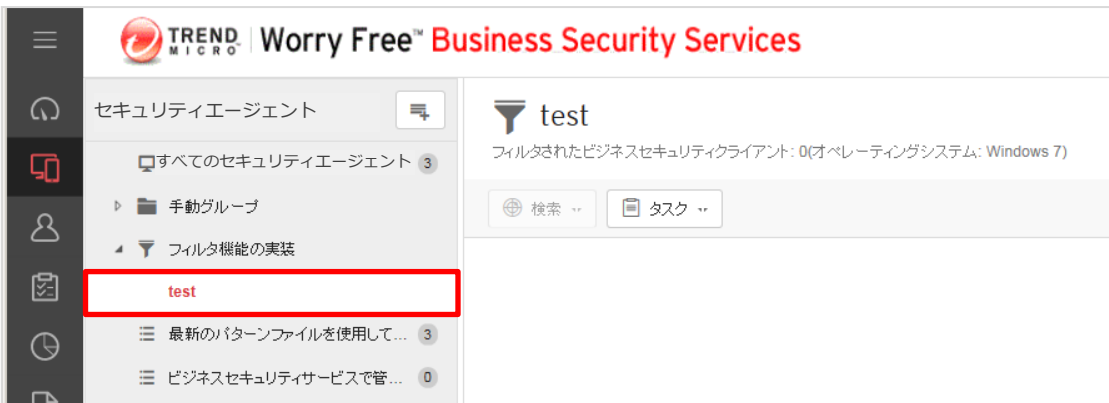 TREND MICRO | Worry Free™ Business Security Services
セキュリティエージェント
すべてのセキュリティエージェント 3
手動グループ
フィルタ機能の実装
test
最新のパターンファイルを使用して... 3
ビジネスセキュリティサービスで管... 0
test
フィルタされたビジネスセキュリティクライアント: 0(オペレーティングシステム: Windows 7)
検索 タスク